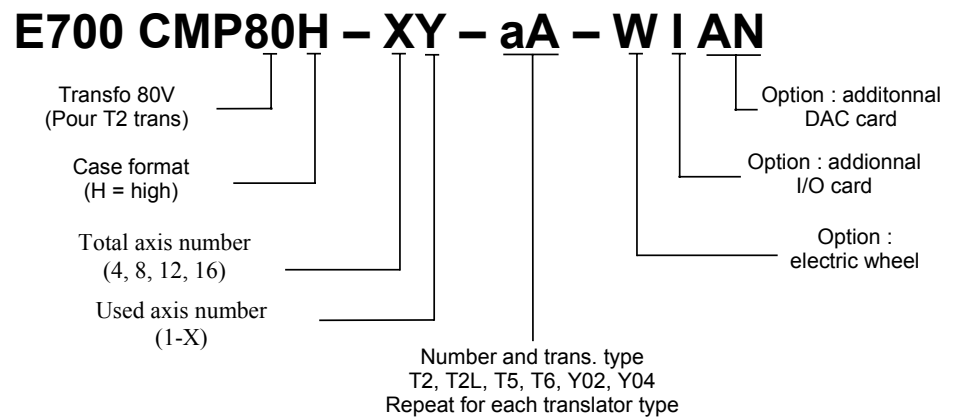 E700 CMP80H – XY – aA – W I AN
Transfo 80V
(Pour T2 trans)
Case format
(H = high)
Total axis number
(4, 8, 12, 16)
Used axis number
(1-X)
Number and trans. type
T2, T2L, T5, T6, Y02, Y04
Repeat for each translator type
Option :
electric wheel
Option : addionnal
I/O card
Option : additonnal
DAC card